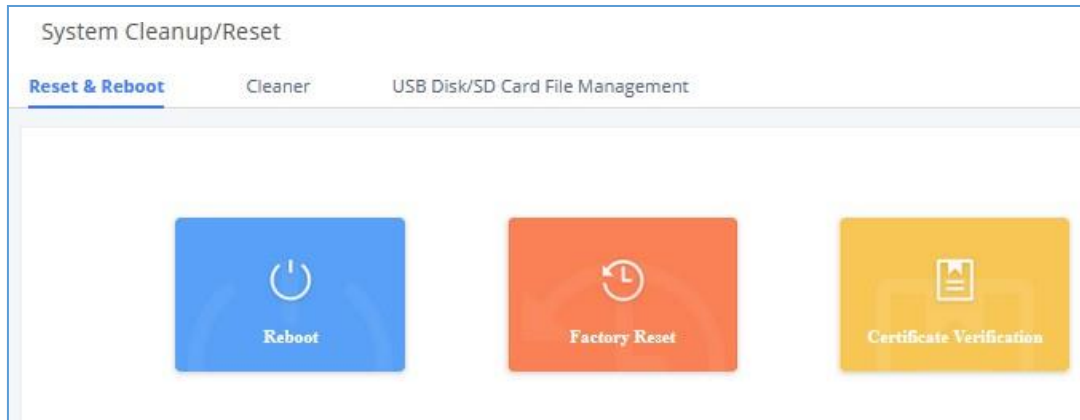 System Cleanup/Reset
Reset & Reboot Cleaner USB Disk/SD Card File Management
Reboot Factory Reset Certificate Verification